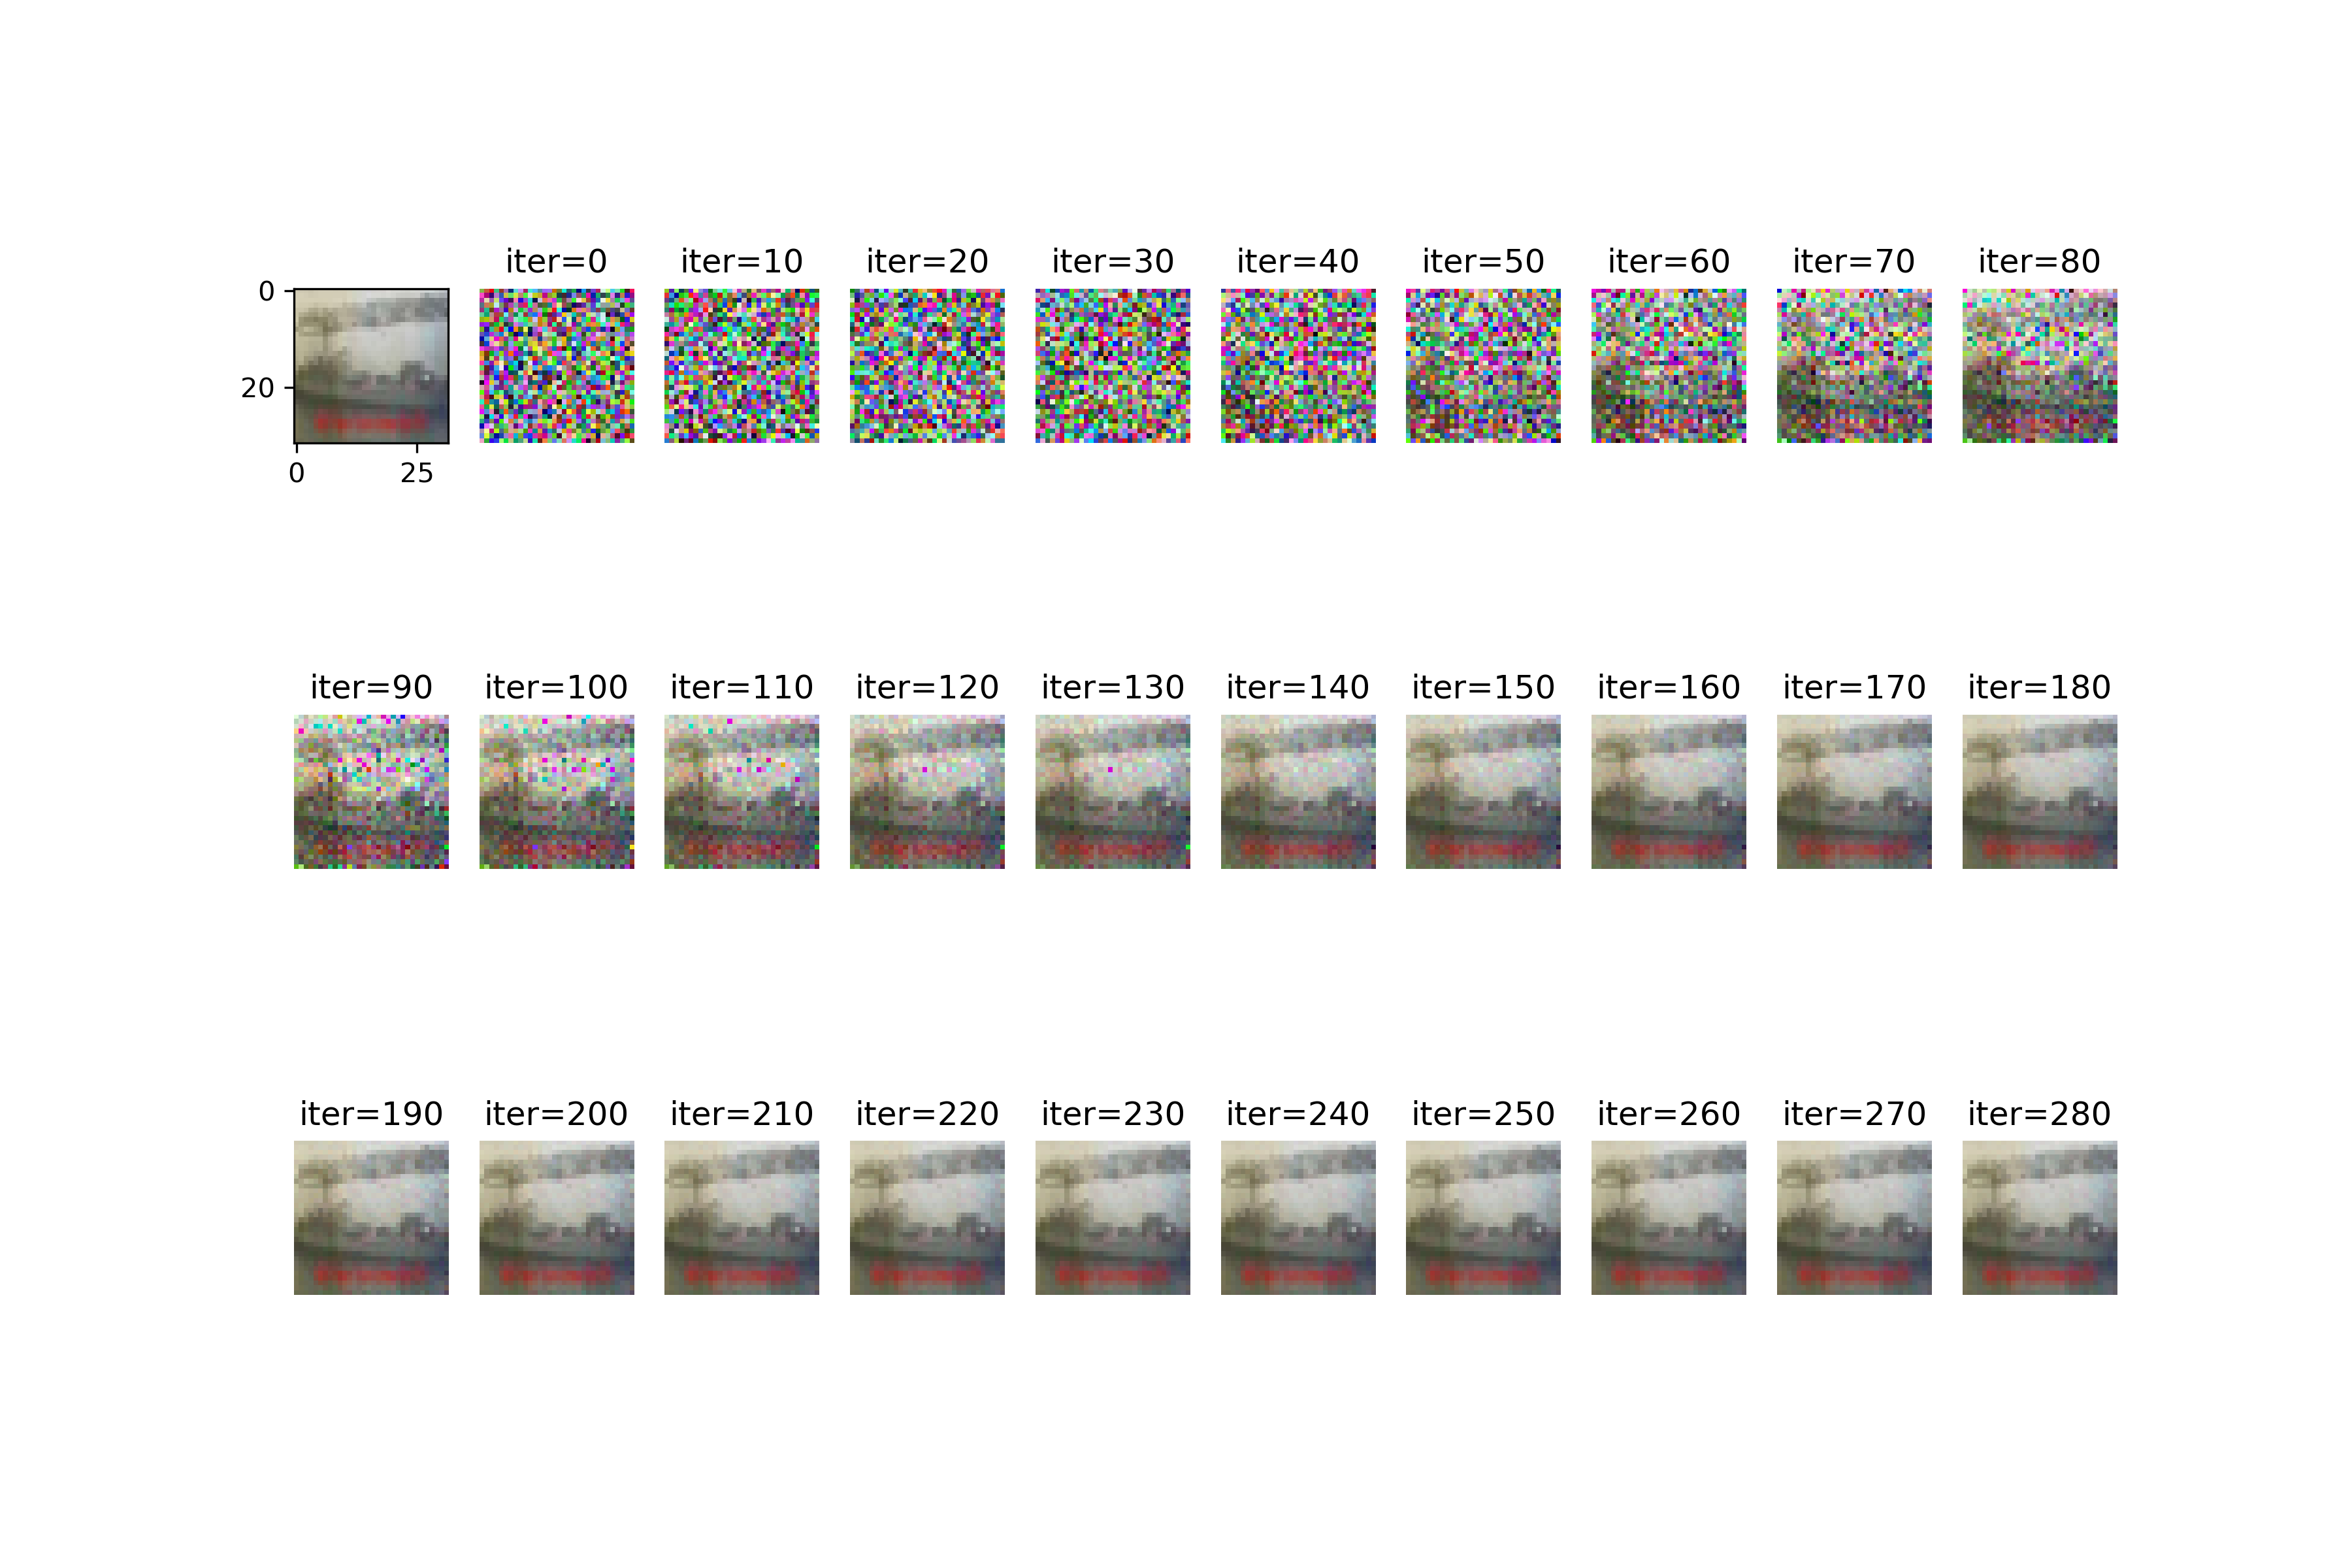 iter=0 iter=10 iter=20 iter=30 iter=40 iter=50 iter=60 iter=70 iter=80
0
20
0 25
iter=90 iter=100 iter=110 iter=120 iter=130 iter=140 iter=150 iter=160 iter=170 iter=180
iter=190 iter=200 iter=210 iter=220 iter=230 iter=240 iter=250 iter=260 iter=270 iter=280